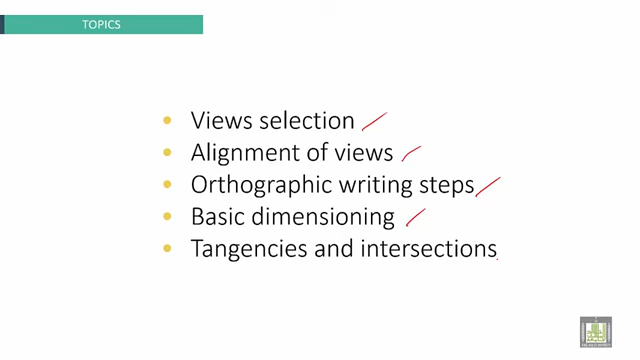 TOPICS
• Views selection
• Alignment of views
• Orthographic writing steps
• Basic dimensioning
• Tangencies and intersections